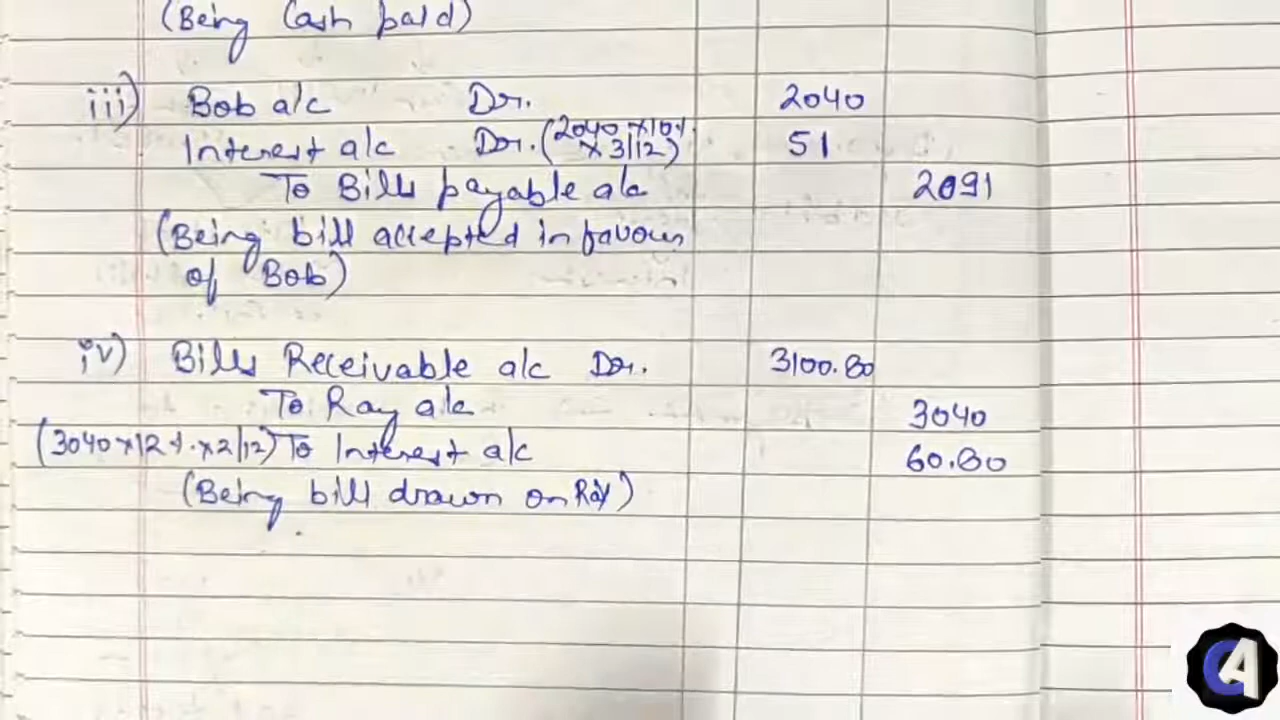 (Being Cash paid)
iii) Bob a/c Dr. 2040
Interest a/c Dr. (2040 × 10% × 3/12) 51
To Bills payable a/c 2091
(Being bill accepted in favour
of Bob)
iv) Bills Receivable a/c Dr. 3100.80
To Ray a/c 3040
(3040 × 12% × 2/12) To Interest a/c 60.80
(Being bill drawn on Ray)
CA